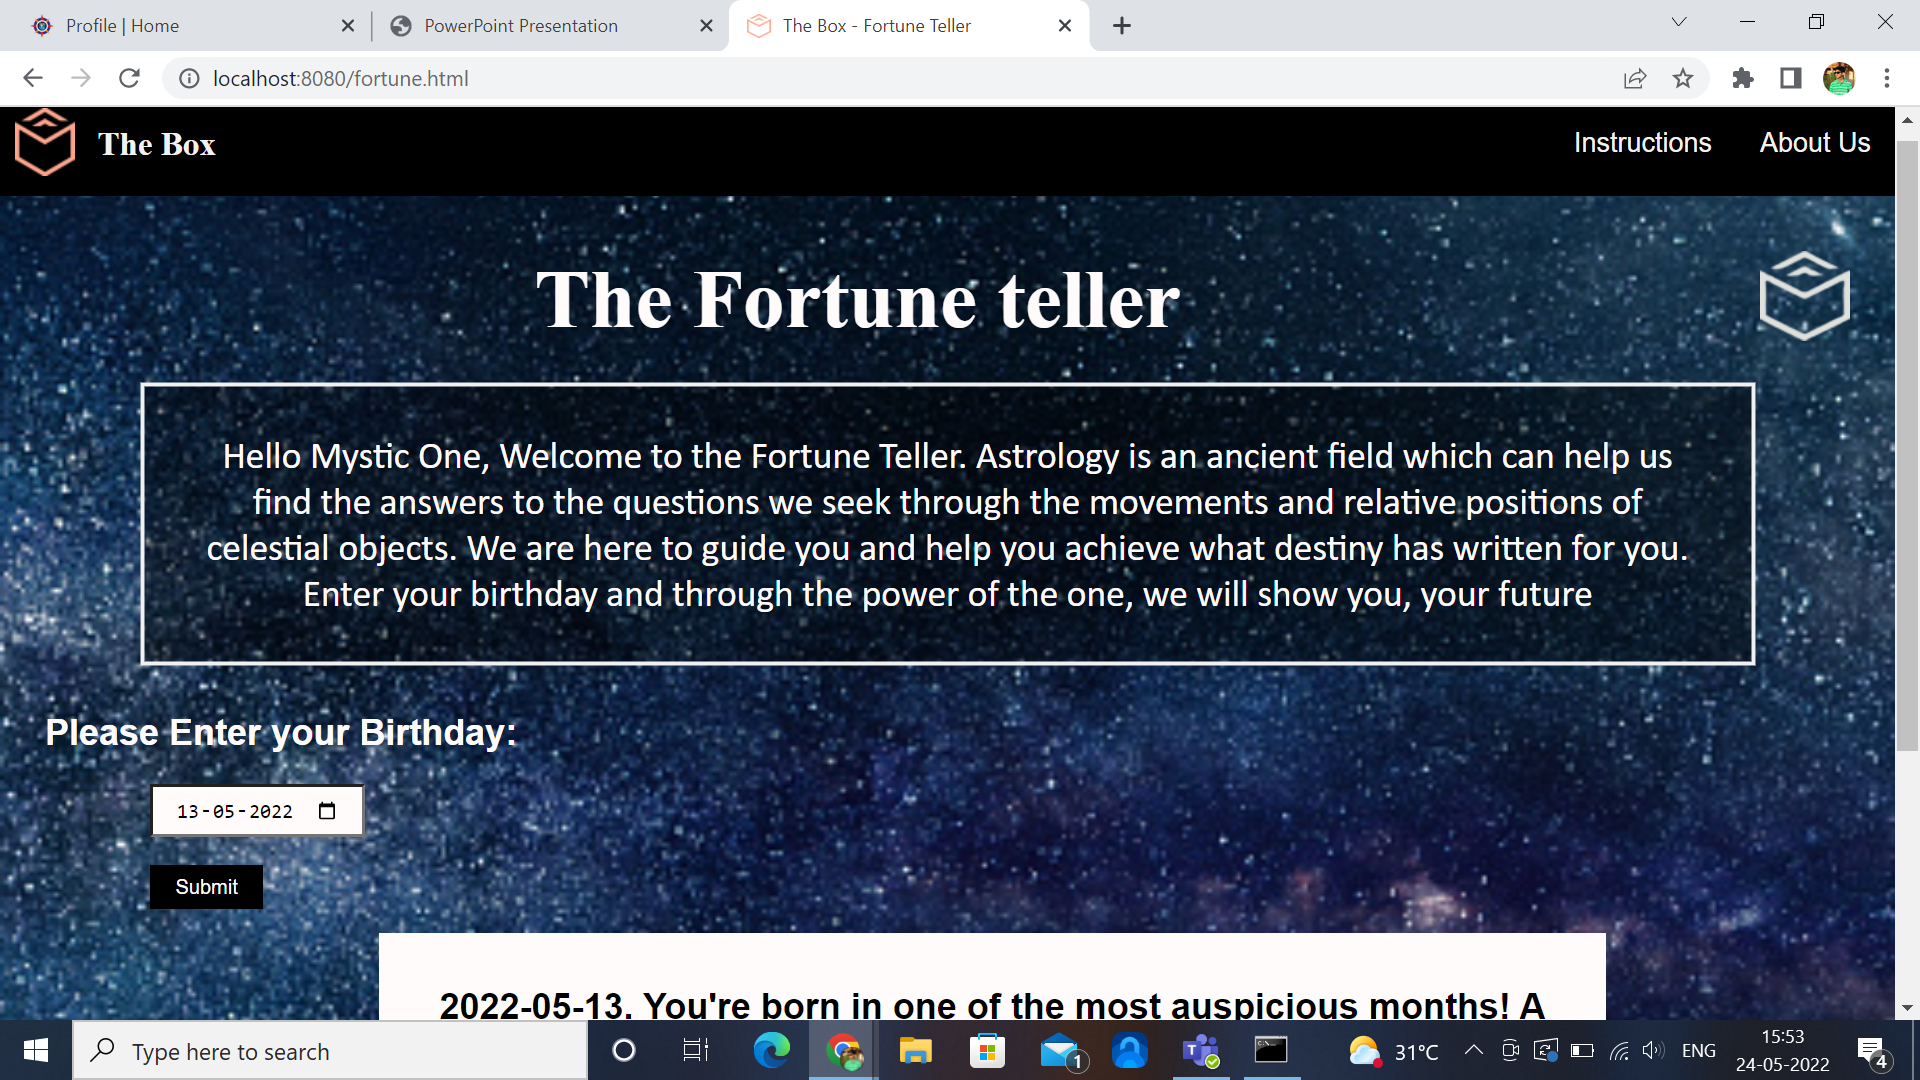 Profile | Home
PowerPoint Presentation
The Box - Fortune Teller
localhost:8080/fortune.html
The Box
Instructions
About Us
The Fortune teller
Hello Mystic One, Welcome to the Fortune Teller. Astrology is an ancient field which can help us
find the answers to the questions we seek through the movements and relative positions of
celestial objects. We are here to guide you and help you achieve what destiny has written for you.
Enter your birthday and through the power of the one, we will show you, your future
Please Enter your Birthday:
13-05-2022
Submit
2022-05-13, You're born in one of the most auspicious months! A
Type here to search
1
31°C
ENG
15:53
24-05-2022
4